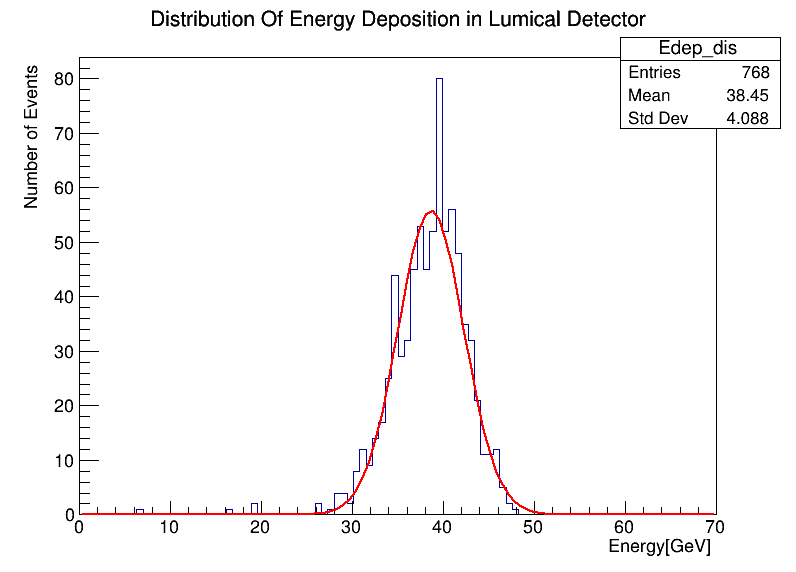 Distribution Of Energy Deposition in Lumical Detector
Edep_dis
Entries 768
Mean 38.45
Std Dev 4.088
Number of Events
80
70
60
50
40
30
20
10
0
0 10 20 30 40 50 60 70
Energy[GeV]